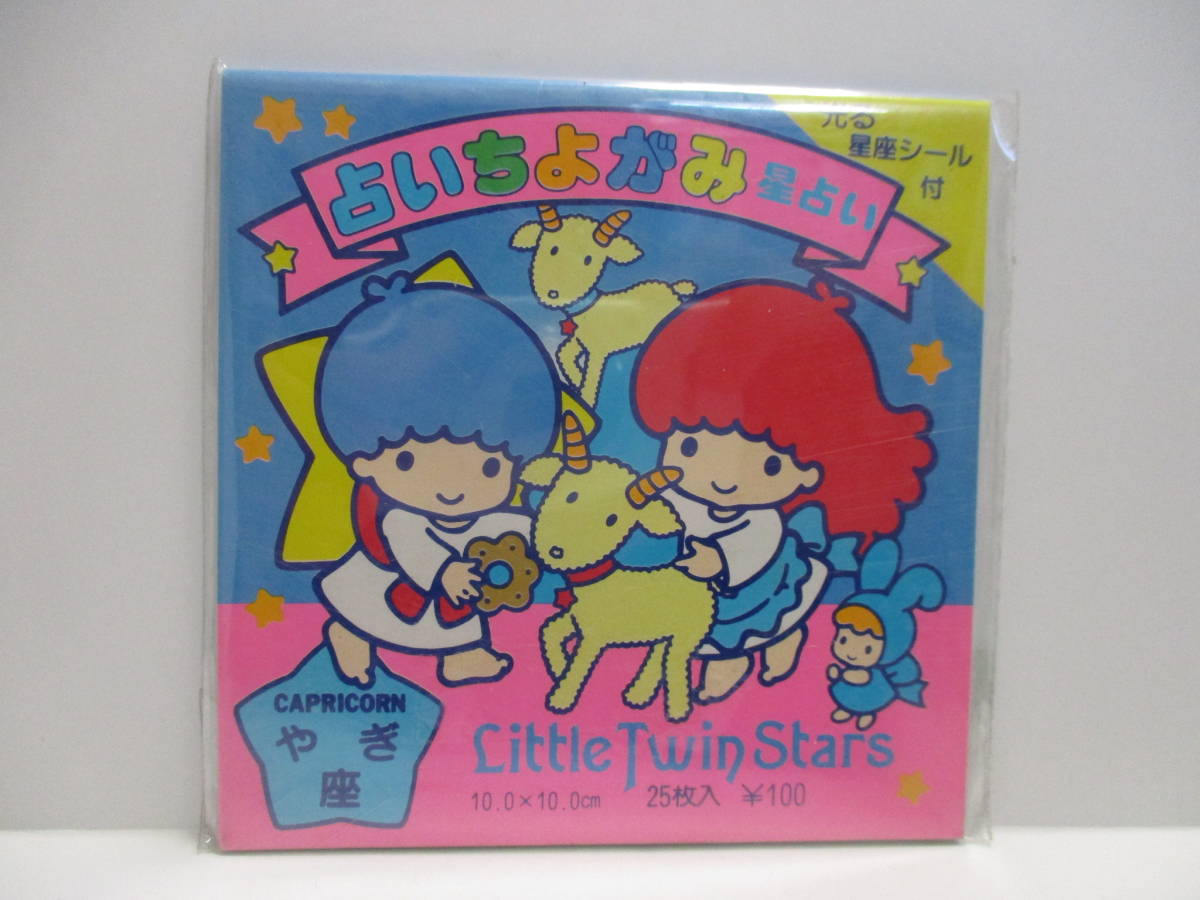 占いちよがみ 星占い
光る
星座シール
付
CAPRICORN
やぎ
座
Little Twin Stars
10.0×10.0cm 25枚入 ¥100